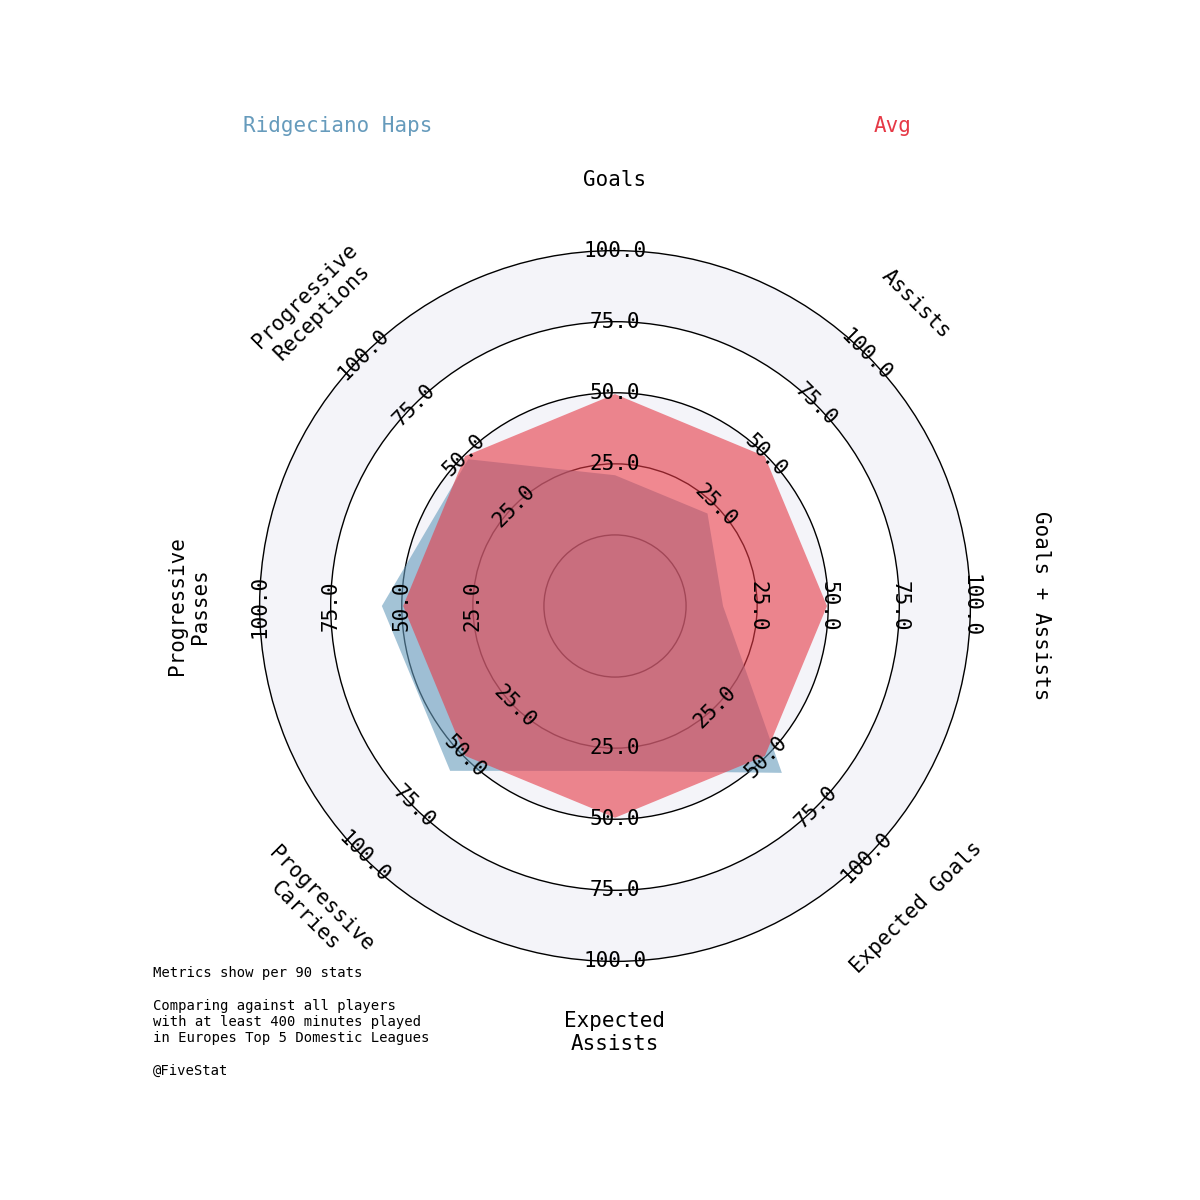 Ridgeciano Haps
Avg
Goals
Assists
Goals + Assists
Expected Goals
Expected
Assists
Progressive
Carries
Progressive
Passes
Progressive
Receptions
25.0
50.0
75.0
100.0
25.0
50.0
75.0
100.0
25.0
50.0
75.0
100.0
25.0
50.0
75.0
100.0
25.0
50.0
75.0
100.0
25.0
50.0
75.0
100.0
25.0
50.0
75.0
100.0
25.0
50.0
75.0
100.0
Metrics show per 90 stats
Comparing against all players
with at least 400 minutes played
in Europes Top 5 Domestic Leagues
@FiveStat